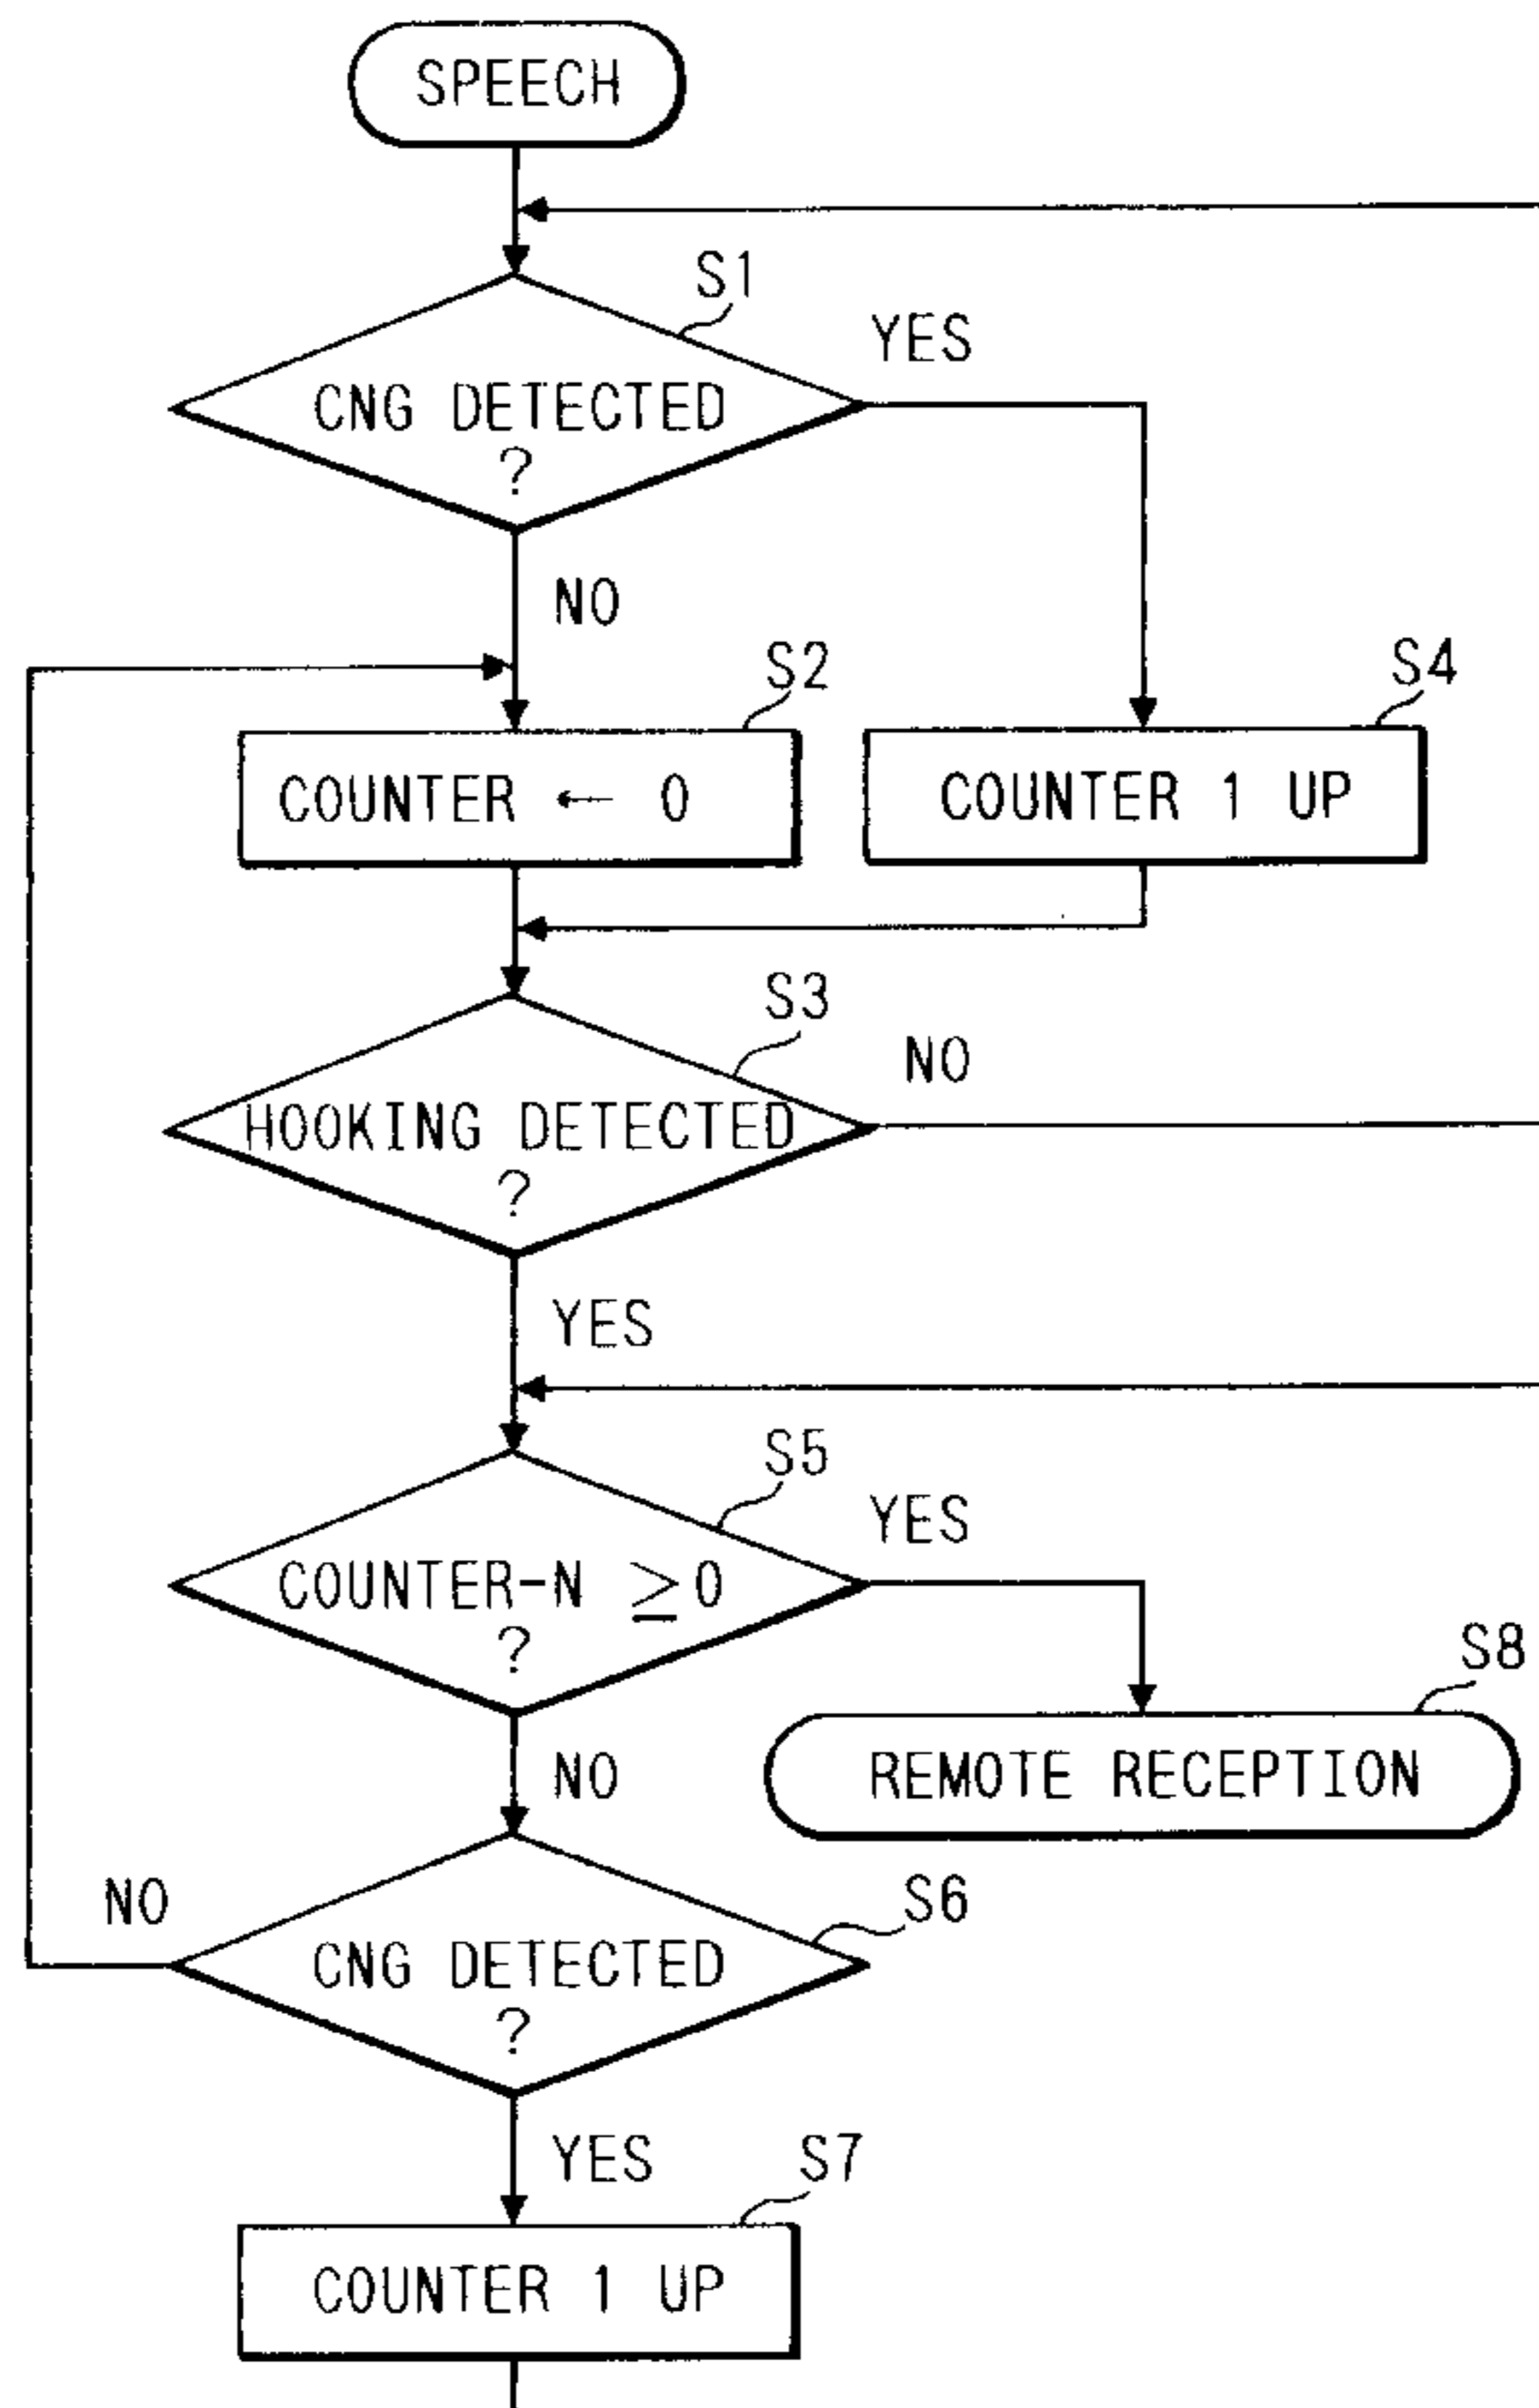 SPEECH
S1
YES
CNG DETECTED
?
NO
S2
S4
COUNTER ← 0
COUNTER 1 UP
S3
NO
HOOKING DETECTED
?
YES
S5
YES
COUNTER-N ≥0
?
S8
NO
REMOTE RECEPTION
NO
S6
CNG DETECTED
?
YES
S7
COUNTER 1 UP